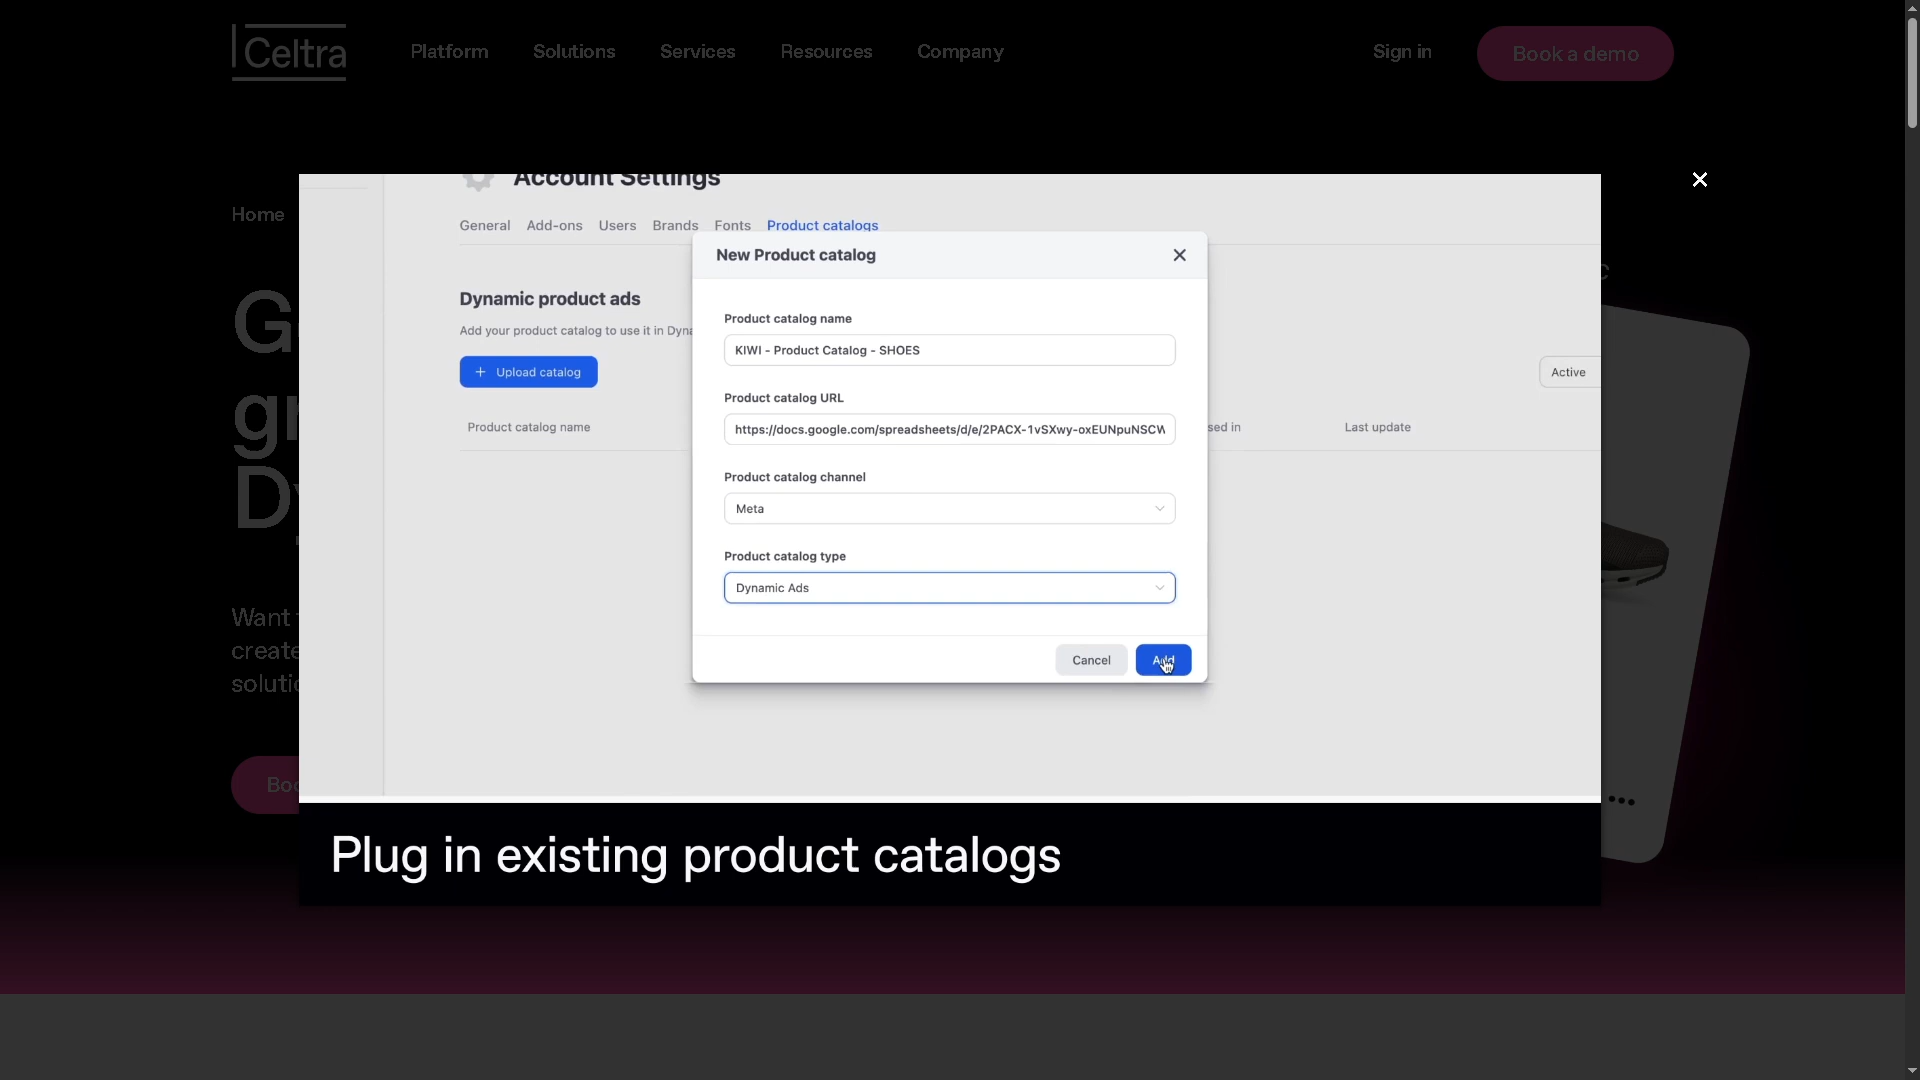 Celtra
Platform
Solutions
Services
Resources
Company
Sign in
Book a demo
Home
Account Settings
General
Add-ons
Users
Brands
Fonts
Product catalogs
New Product catalog
Dynamic product ads
Add your product catalog to use it in
+ Upload catalog
Active
Product catalog name
Last update
Product catalog name
KIWI - Product Catalog - SHOES
Product catalog URL
https://docs.google.com/spreadsheets/d/e/2PACX-1vSXwy-oxEUNpuNSCW
Product catalog channel
Meta
Product catalog type
Dynamic Ads
Cancel
Add
Want
create
Plug in existing product catalogs